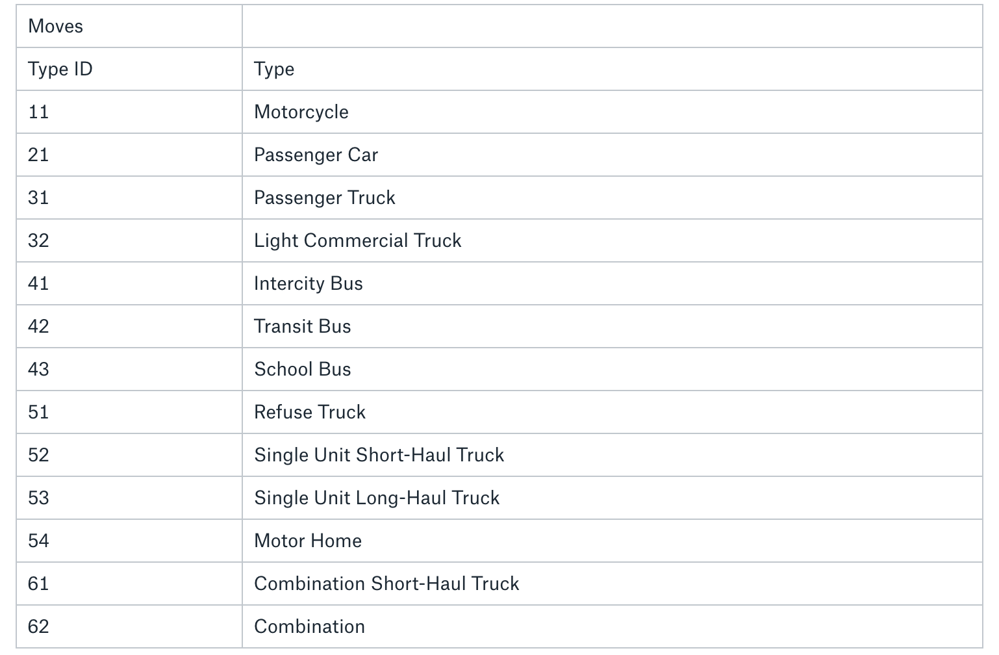 Moves
Type ID Type
11 Motorcycle
21 Passenger Car
31 Passenger Truck
32 Light Commercial Truck
41 Intercity Bus
42 Transit Bus
43 School Bus
51 Refuse Truck
52 Single Unit Short-Haul Truck
53 Single Unit Long-Haul Truck
54 Motor Home
61 Combination Short-Haul Truck
62 Combination